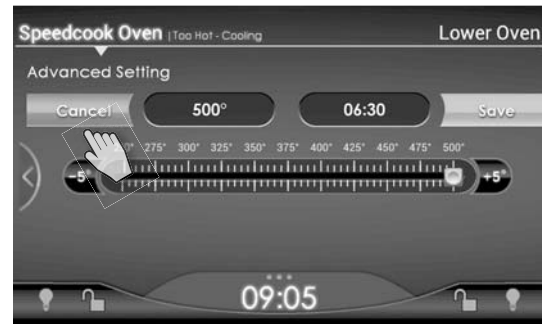 Speedcook Oven | Too Hot - Cooling Lower Oven
Advanced Setting
Cancel 500° 06:30 Save
275° 300° 325° 350° 375° 400° 425° 450° 475° 500°
-5° +5°
09:05